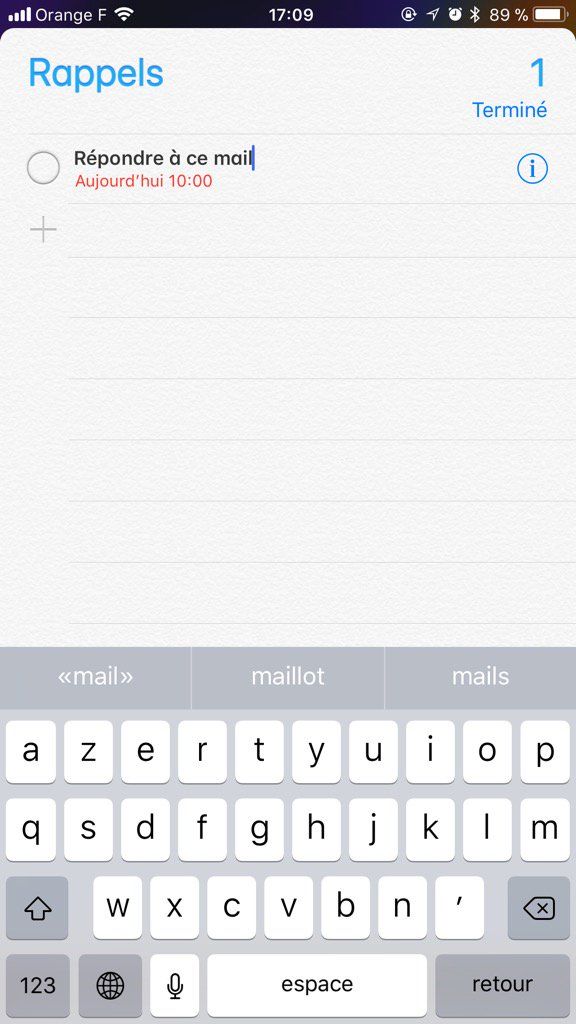 Orange F 17:09 89 %
Rappels 1
Terminé
Répondre à ce mail
Aujourd’hui 10:00
«mail» maillot mails
a z e r t y u i o p
q s d f g h j k l m
w x c v b n ’
123 espace retour